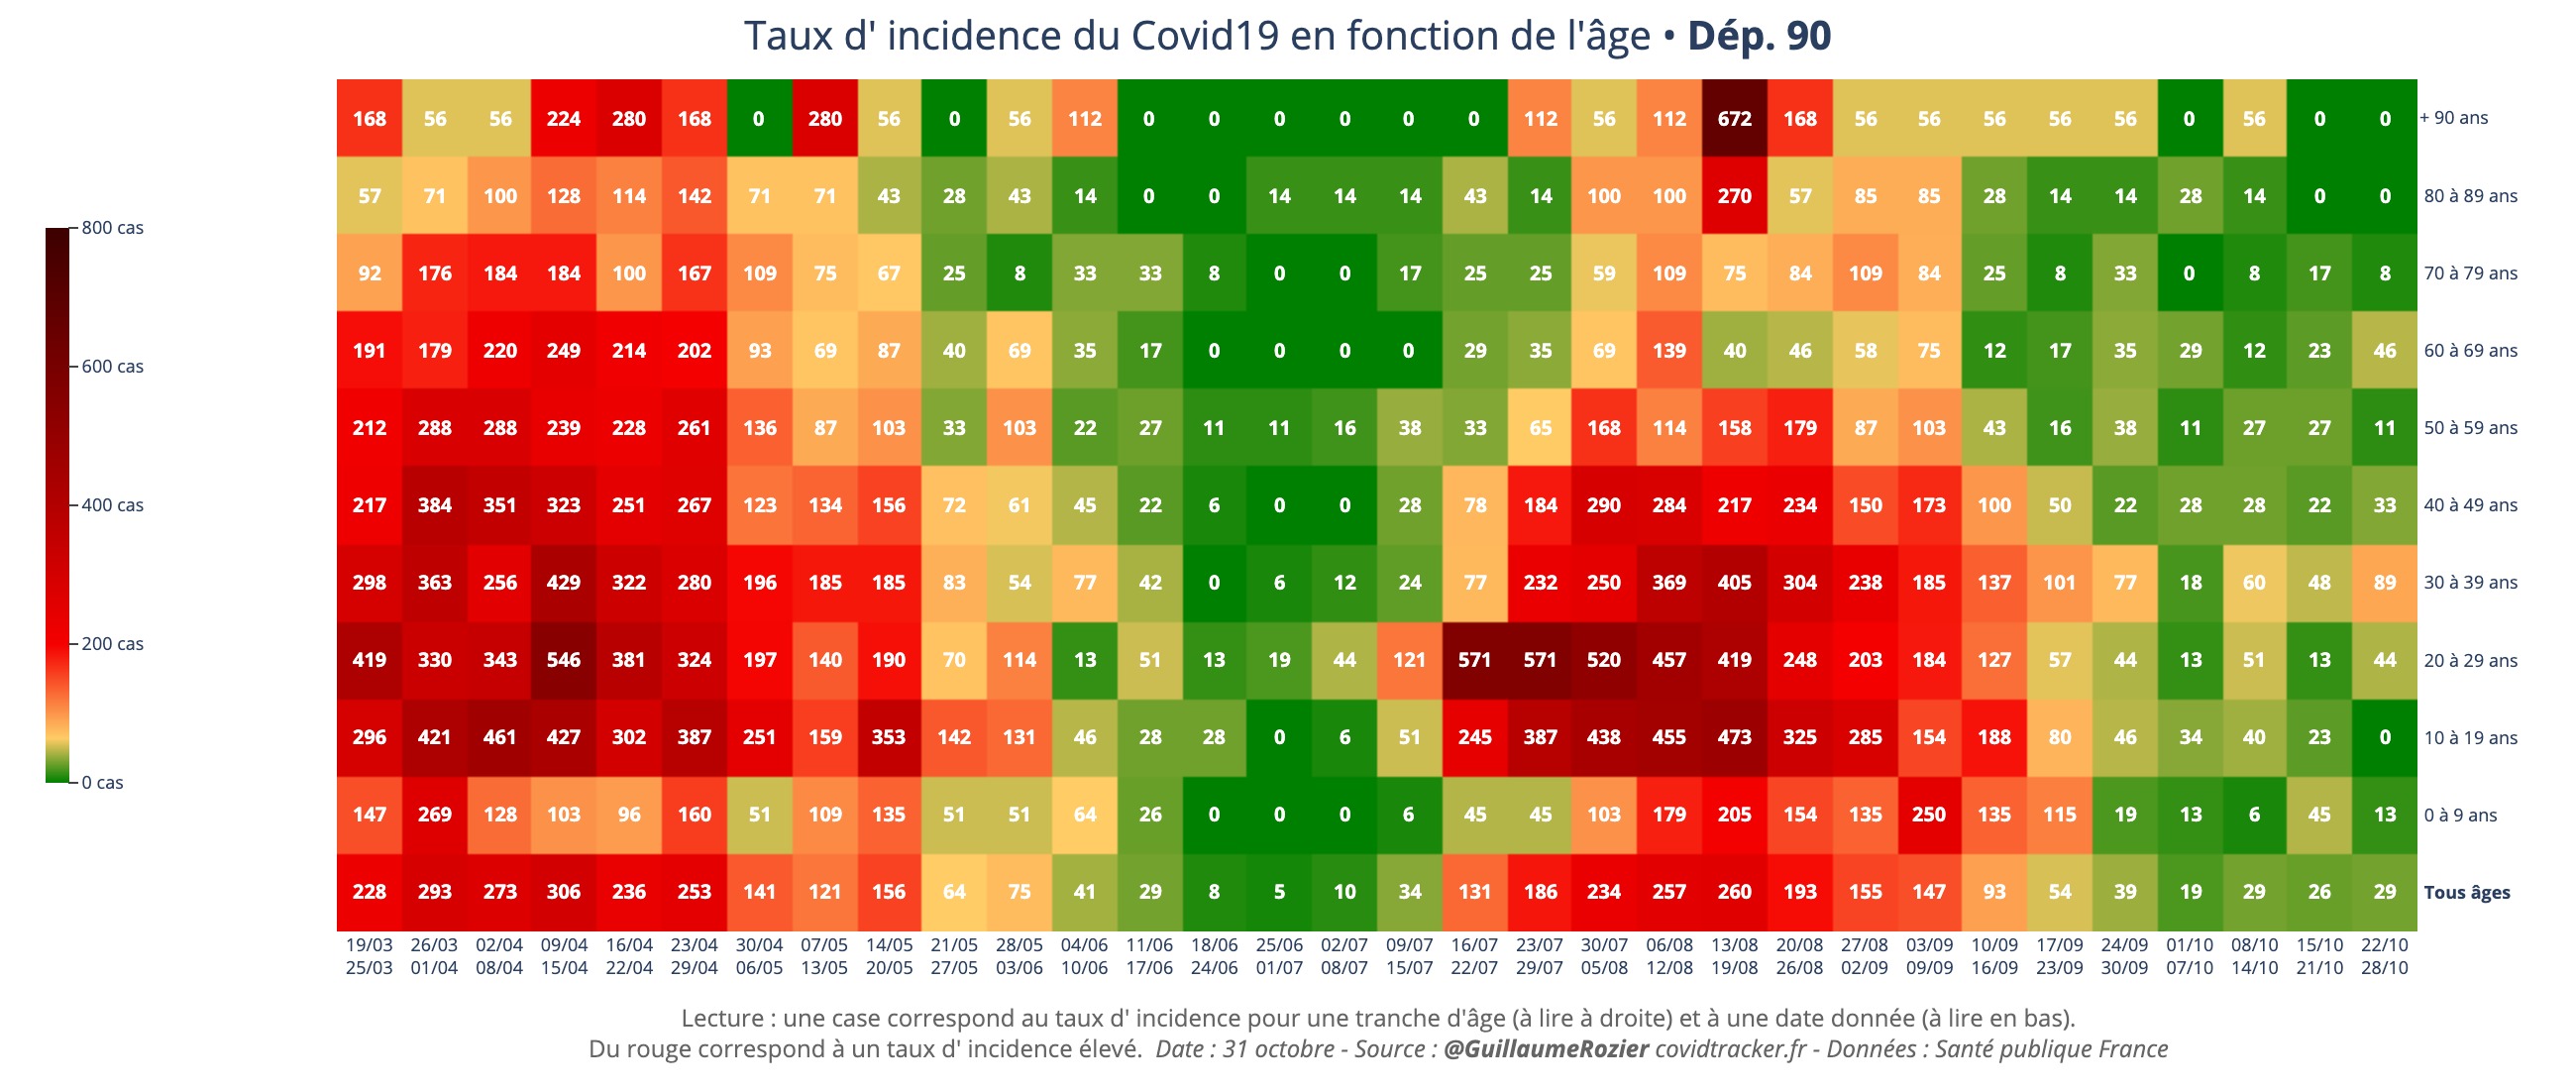 Taux d' incidence du Covid19 en fonction de l'âge • Dép. 90
800 cas
600 cas
400 cas
200 cas
0 cas
168 56 56 224 280 168 0 280 56 0 56 112 0 0 0 0 0 0 112 56 112 672 168 56 56 56 56 56 0 56 0 0 + 90 ans
57 71 100 128 114 142 71 71 43 28 43 14 0 0 14 14 14 43 14 100 100 270 57 85 85 28 14 14 28 14 0 0 80 à 89 ans
92 176 184 184 100 167 109 75 67 25 8 33 33 8 0 0 17 25 25 59 109 75 84 109 84 25 8 33 0 8 17 8 70 à 79 ans
191 179 220 249 214 202 93 69 87 40 69 35 17 0 0 0 0 29 35 69 139 40 46 58 75 12 17 35 29 12 23 46 60 à 69 ans
212 288 288 239 228 261 136 87 103 33 103 22 27 11 11 16 38 33 65 168 114 158 179 87 103 43 16 38 11 27 27 11 50 à 59 ans
217 384 351 323 251 267 123 134 156 72 61 45 22 6 0 0 28 78 184 290 284 217 234 150 173 100 50 22 28 28 22 33 40 à 49 ans
298 363 256 429 322 280 196 185 185 83 54 77 42 0 6 12 24 77 232 250 369 405 304 238 185 137 101 77 18 60 48 89 30 à 39 ans
419 330 343 546 381 324 197 140 190 70 114 13 51 13 19 44 121 571 571 520 457 419 248 203 184 127 57 44 13 51 13 44 20 à 29 ans
296 421 461 427 302 387 251 159 353 142 131 46 28 28 0 6 51 245 387 438 455 473 325 285 154 188 80 46 34 40 23 0 10 à 19 ans
147 269 128 103 96 160 51 109 135 51 51 64 26 0 0 0 6 45 45 103 179 205 154 135 250 135 115 19 13 6 45 13 0 à 9 ans
228 293 273 306 236 253 141 121 156 64 75 41 29 8 5 10 34 131 186 234 257 260 193 155 147 93 54 39 19 29 26 29 Tous âges
19/03 26/03 02/04 09/04 16/04 23/04 30/04 07/05 14/05 21/05 28/05 04/06 11/06 18/06 25/06 02/07 09/07 16/07 23/07 30/07 06/08 13/08 20/08 27/08 03/09 10/09 17/09 24/09 01/10 08/10 15/10 22/10
25/03 01/04 08/04 15/04 22/04 29/04 06/05 13/05 20/05 27/05 03/06 10/06 17/06 24/06 01/07 08/07 15/07 22/07 29/07 05/08 12/08 19/08 26/08 02/09 09/09 16/09 23/09 30/09 07/10 14/10 21/10 28/10
Lecture : une case correspond au taux d' incidence pour une tranche d'âge (à lire à droite) et à une date donnée (à lire en bas).
Du rouge correspond à un taux d' incidence élevé. Date : 31 octobre - Source : @GuillaumeRozier covidtracker.fr - Données : Santé publique France